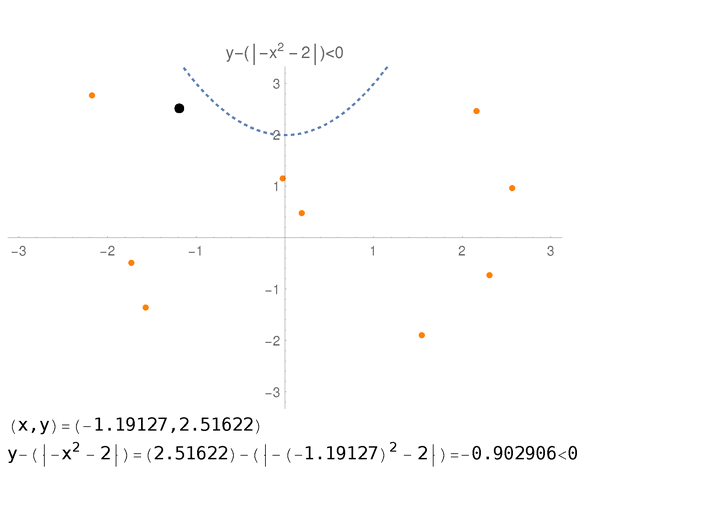 y−(|−x² − 2|)<0
3
2
1
−3 −2 −1 1 2 3
−1
−2
−3
(x,y)=(−1.19127,2.51622)
y−(|−x² − 2|)=(2.51622)−(|−(−1.19127)² − 2|)=−0.902906<0